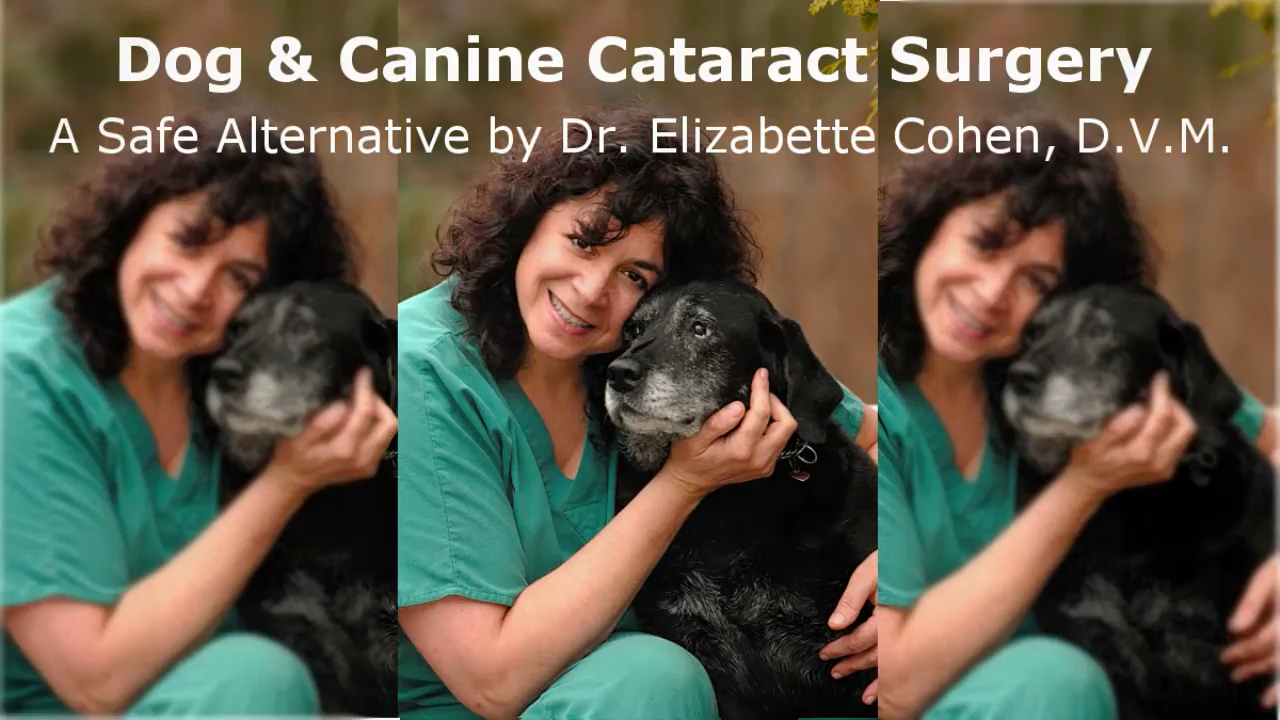 Dog & Canine Cataract Surgery
A Safe Alternative by Dr. Elizabette Cohen, D.V.M.